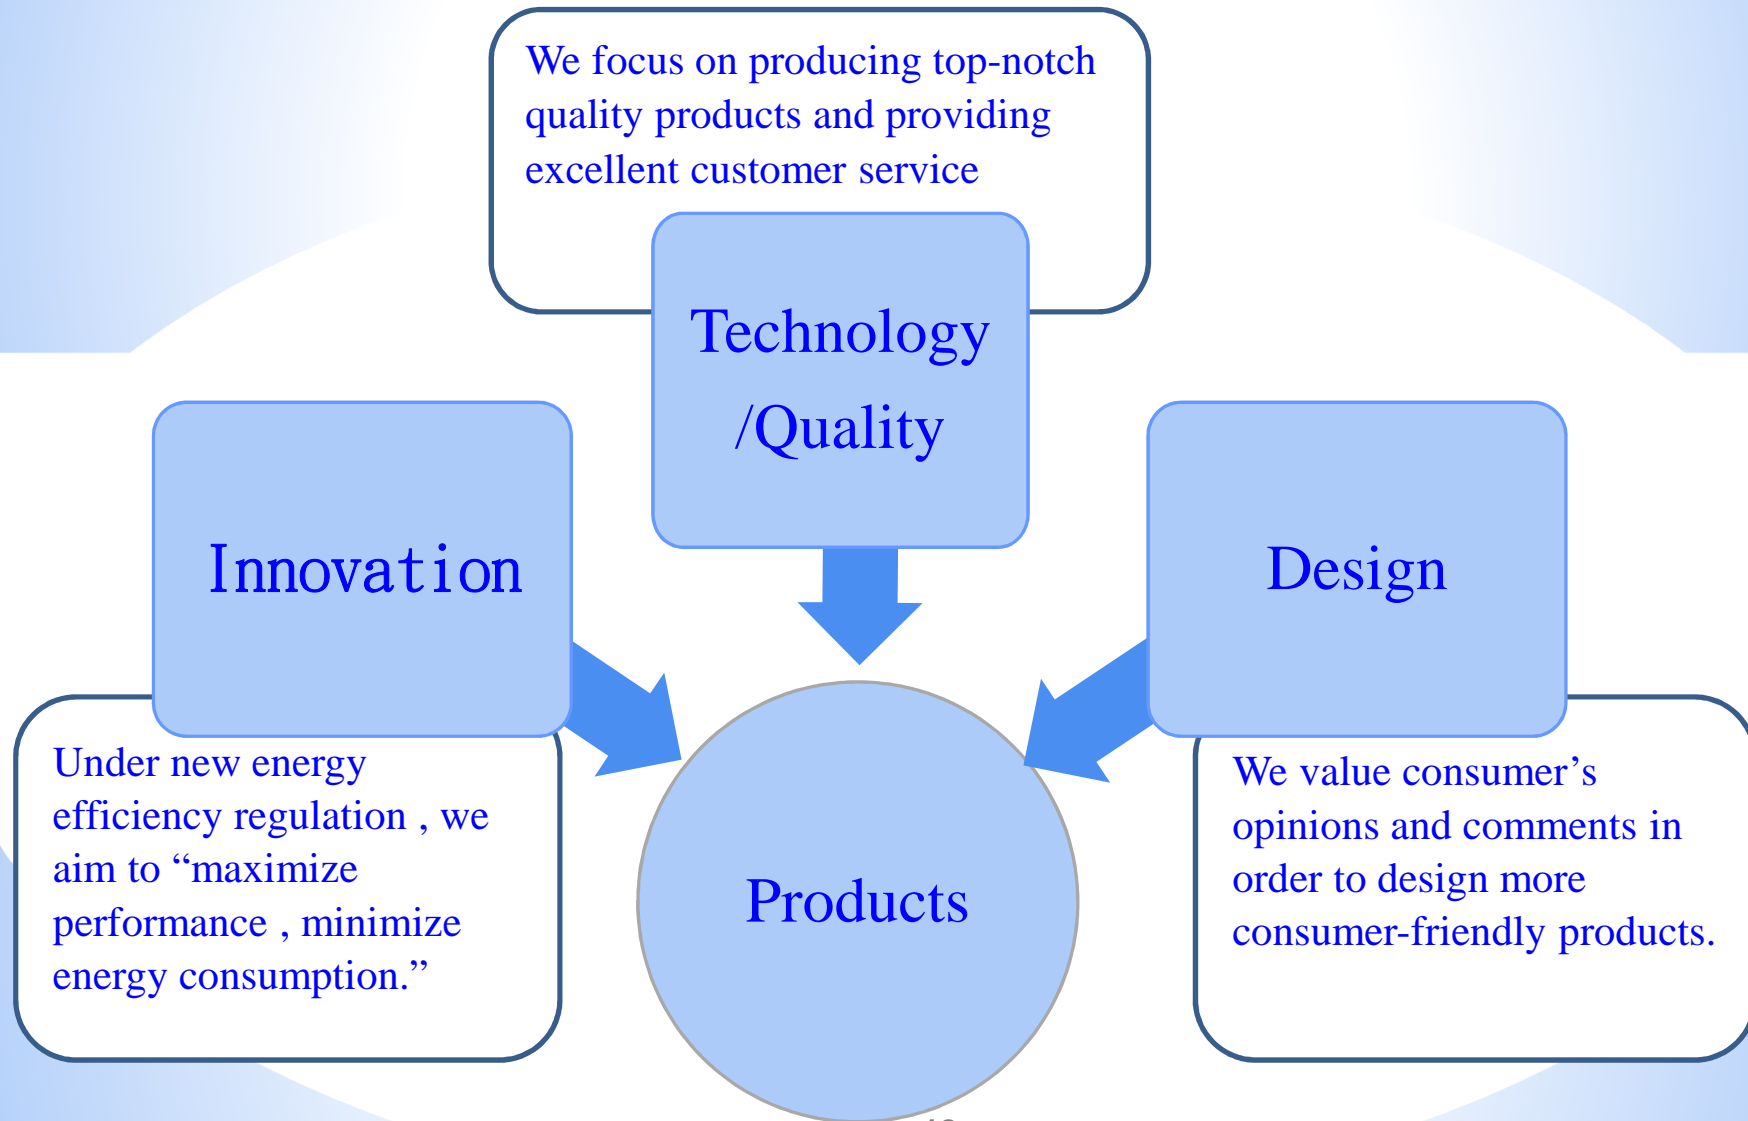 We focus on producing top-notch
quality products and providing
excellent customer service
Technology
/Quality
Innovation
Design
Under new energy
efficiency regulation , we
aim to “maximize
performance , minimize
energy consumption.”
We value consumer’s
opinions and comments in
order to design more
consumer-friendly products.
Products